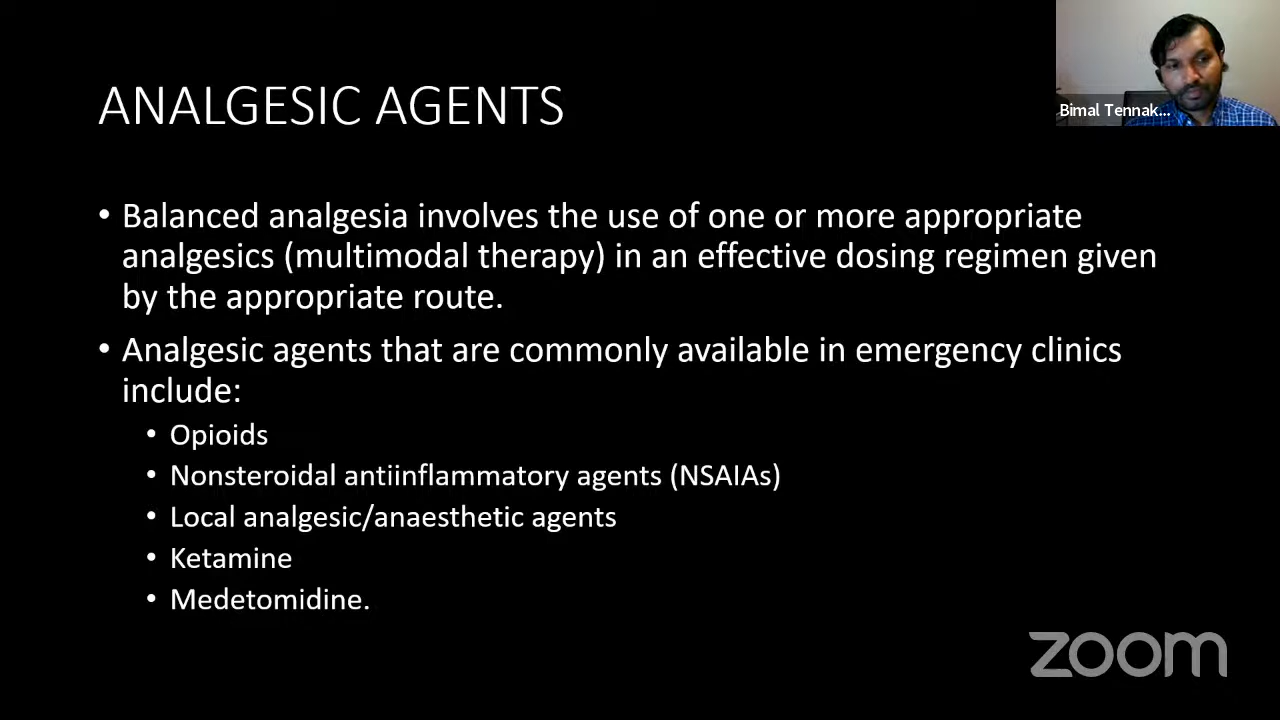 Bimal Tennak...
ANALGESIC AGENTS
• Balanced analgesia involves the use of one or more appropriate
analgesics (multimodal therapy) in an effective dosing regimen given
by the appropriate route.
• Analgesic agents that are commonly available in emergency clinics
include:
• Opioids
• Nonsteroidal antiinflammatory agents (NSAIAs)
• Local analgesic/anaesthetic agents
• Ketamine
• Medetomidine.
zoom